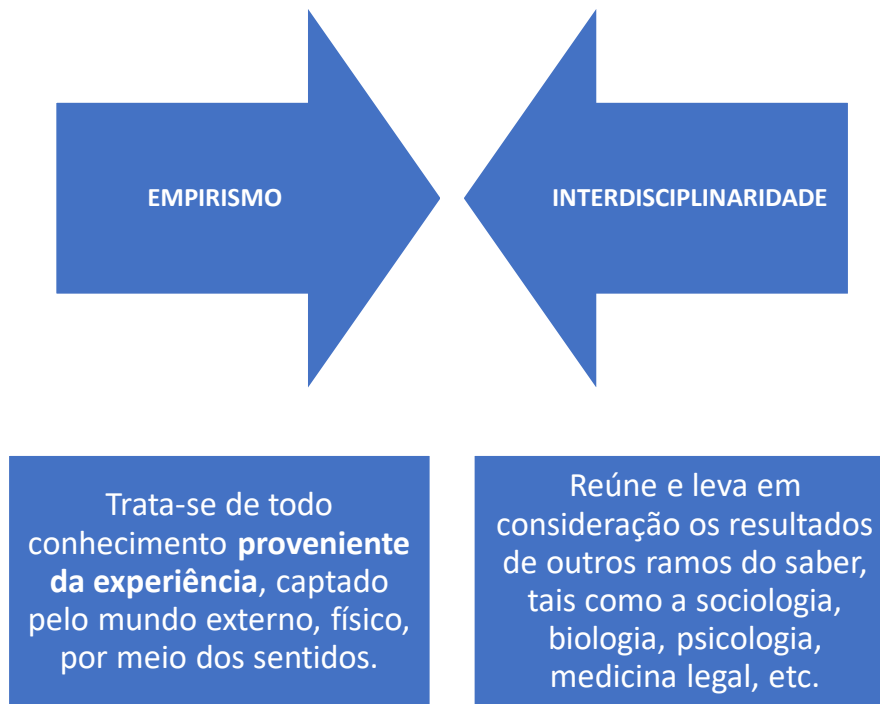 EMPIRISMO
INTERDISCIPLINARIDADE
Trata-se de todo
conhecimento proveniente
da experiência, captado
pelo mundo externo, físico,
por meio dos sentidos.
Reúne e leva em
consideração os resultados
de outros ramos do saber,
tais como a sociologia,
biologia, psicologia,
medicina legal, etc.